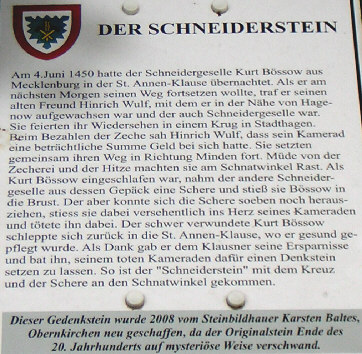 DER SCHNEIDERSTEIN
Am 4.Juni 1450 hatte der Schneidergeselle Kurt Bössow aus
Mecklenburg in der St. Annen-Klause übernachtet. Als er am
nächsten Morgen seinen Weg fortsetzen wollte, traf er seinen
alten Freund Hinrich Wulf, mit dem er in der Nähe von Hage-
now aufgewachsen war und der auch Schneidergeselle war.
Sie feierten ihr Wiedersehen in einem Krug in Stadthagen.
Beim Bezahlen der Zeche sah Hinrich Wulf, dass sein Kamerad
eine beträchtliche Summe Geld bei sich hatte. Sie setzten
gemeinsam ihren Weg in Richtung Minden fort. Müde von der
Zecherei und der Hitze machten sie am Schnatwinkel Rast. Als
Kurt Bössow eingeschlafen war, nahm der andere Schneider-
geselle aus dessen Gepäck eine Schere und stieß sie Bössow in
die Brust. Der aber konnte sich die Schere soeben noch heraus-
ziehen, stiess sie dabei versehentlich ins Herz seines Kameraden
und tötete ihn dabei. Der schwer verwundete Kurt Bössow
schleppte sich zurück in die St. Annen-Klause, wo er gesund ge-
pflegt wurde. Als Dank gab er dem Klausner seine Ersparnisse
und bat ihn, seinem toten Kameraden dafür einen Denkstein
setzen zu lassen. So ist der "Schneiderstein" mit dem Kreuz
und der Schere an den Schnatwinkel gekommen.
Dieser Gedenkstein wurde 2008 vom Steinbildhauer Karsten Baltes,
Obernkirchen neu geschaffen, da der Originalstein Ende des
20. Jahrhunderts auf mysteriöse Weise verschwand.